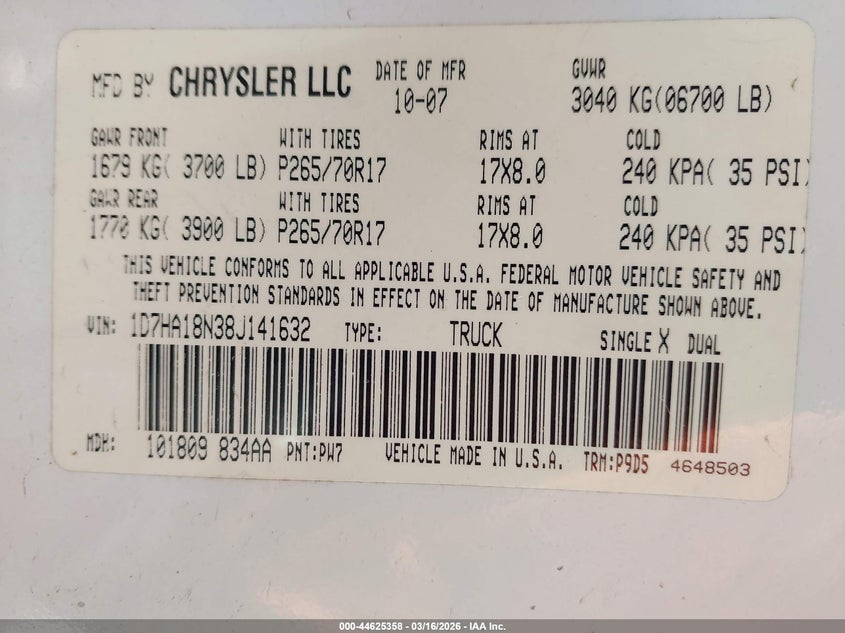 MFD BY CHRYSLER LLC DATE OF MFR 10-07 GVWR 3040 KG(06700 LB)
GAWR FRONT WITH TIRES RIMS AT COLD
1679 KG( 3700 LB) P265/70R17 17X8.0 240 KPA( 35 PSI)
GAWR REAR WITH TIRES RIMS AT COLD
1770 KG( 3900 LB) P265/70R17 17X8.0 240 KPA( 35 PSI)
THIS VEHICLE CONFORMS TO ALL APPLICABLE U.S.A. FEDERAL MOTOR VEHICLE SAFETY AND
THEFT PREVENTION STANDARDS IN EFFECT ON THE DATE OF MANUFACTURE SHOWN ABOVE.
VIN: 1D7HA18N38J141632 TYPE: TRUCK SINGLE X DUAL
MDH: 101809 834AA PNT:PW7 VEHICLE MADE IN U.S.A. TRM:P9D5 4648503
000-44625358 - 03/16/2026 - IAA Inc.